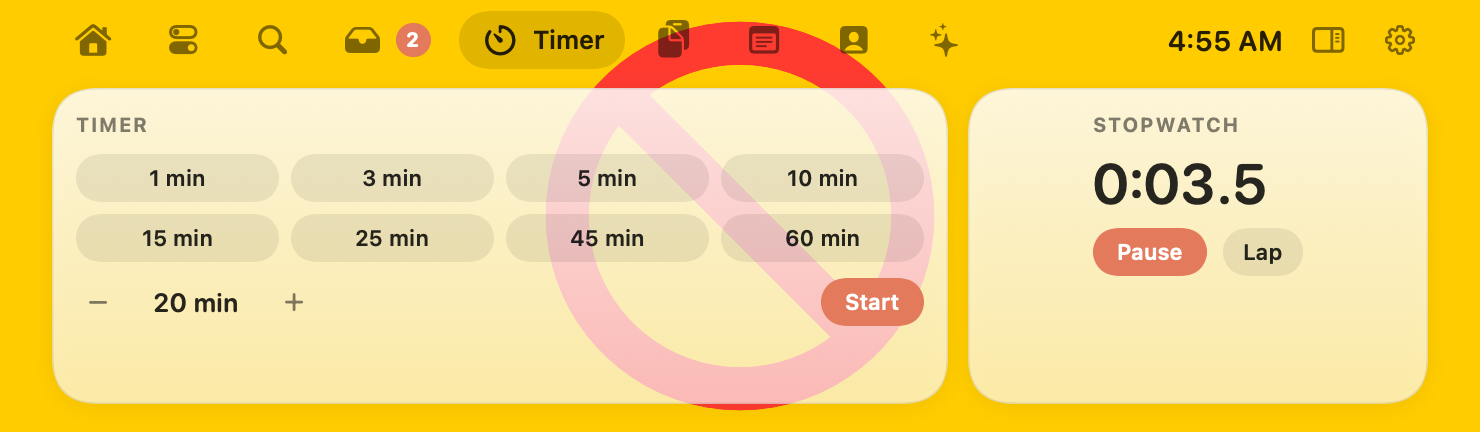 2
Timer
4:55 AM
TIMER
1 min
3 min
5 min
10 min
15 min
25 min
45 min
60 min
− 20 min +
Start
STOPWATCH
0:03.5
Pause
Lap